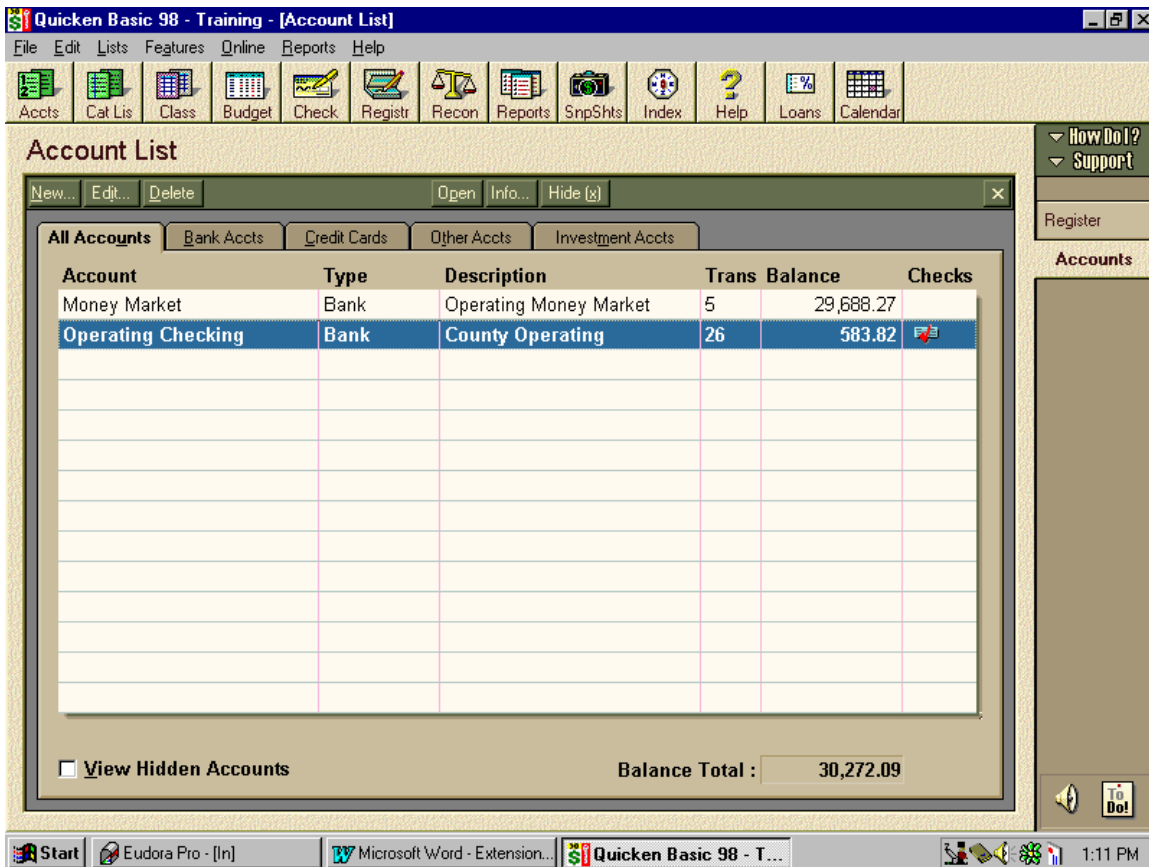 Quicken Basic 98 - Training - [Account List]
File Edit Lists Features Online Reports Help
Accts Cat Lis Class Budget Check Registr Recon Reports SnpShts Index Help Loans Calendar
How Do I?
Support
Account List
New... Edit... Delete Open Info... Hide (x)
Register
Accounts
All Accounts Bank Accts Credit Cards Other Accts Investment Accts
Account Type Description Trans Balance Checks
Money Market Bank Operating Money Market 5 29,688.27
Operating Checking Bank County Operating 26 583.82
View Hidden Accounts Balance Total : 30,272.09
To Do!
Start Eudora Pro - [In] Microsoft Word - Extension... Quicken Basic 98 - T... 1:11 PM